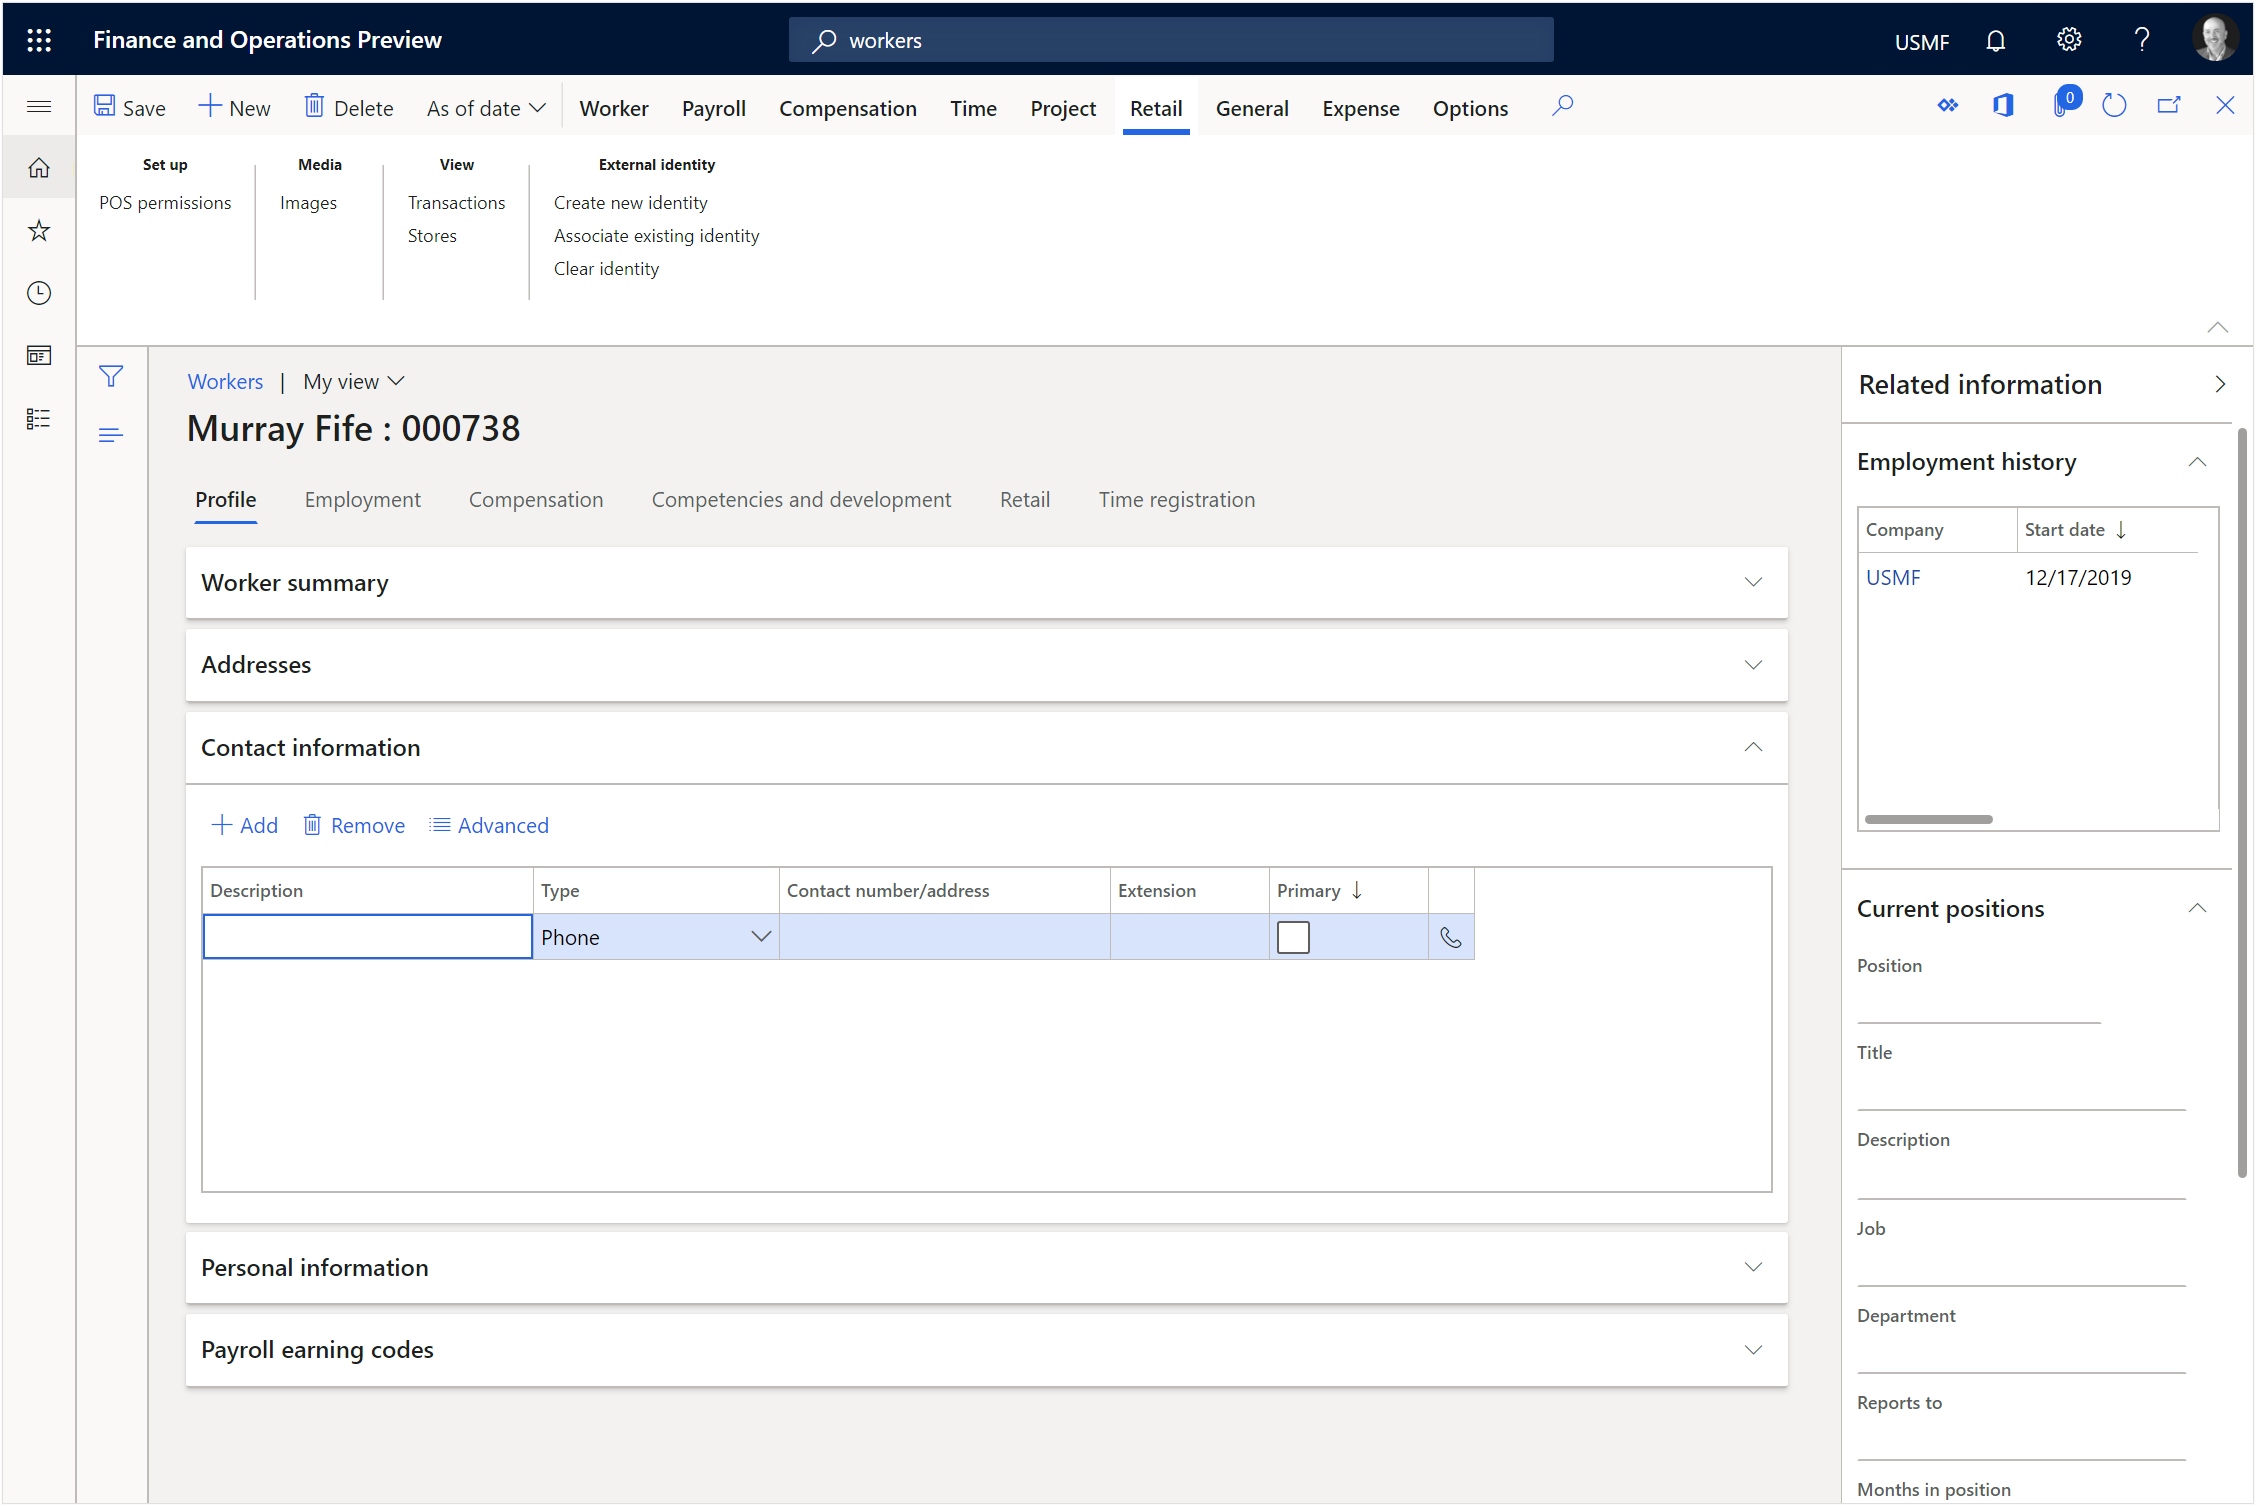 Finance and Operations Preview
workers
USMF
?
Save New Delete As of date Worker Payroll Compensation Time Project Retail General Expense Options
0
Set up
POS permissions
Media
Images
View
Transactions
Stores
External identity
Create new identity
Associate existing identity
Clear identity
Workers | My view
Murray Fife : 000738
Profile Employment Compensation Competencies and development Retail Time registration
Worker summary
Addresses
Contact information
Add Remove Advanced
Description Type Contact number/address Extension Primary
Phone
Personal information
Payroll earning codes
Related information
Employment history
Company Start date
USMF 12/17/2019
Current positions
Position
Title
Description
Job
Department
Reports to
Months in position